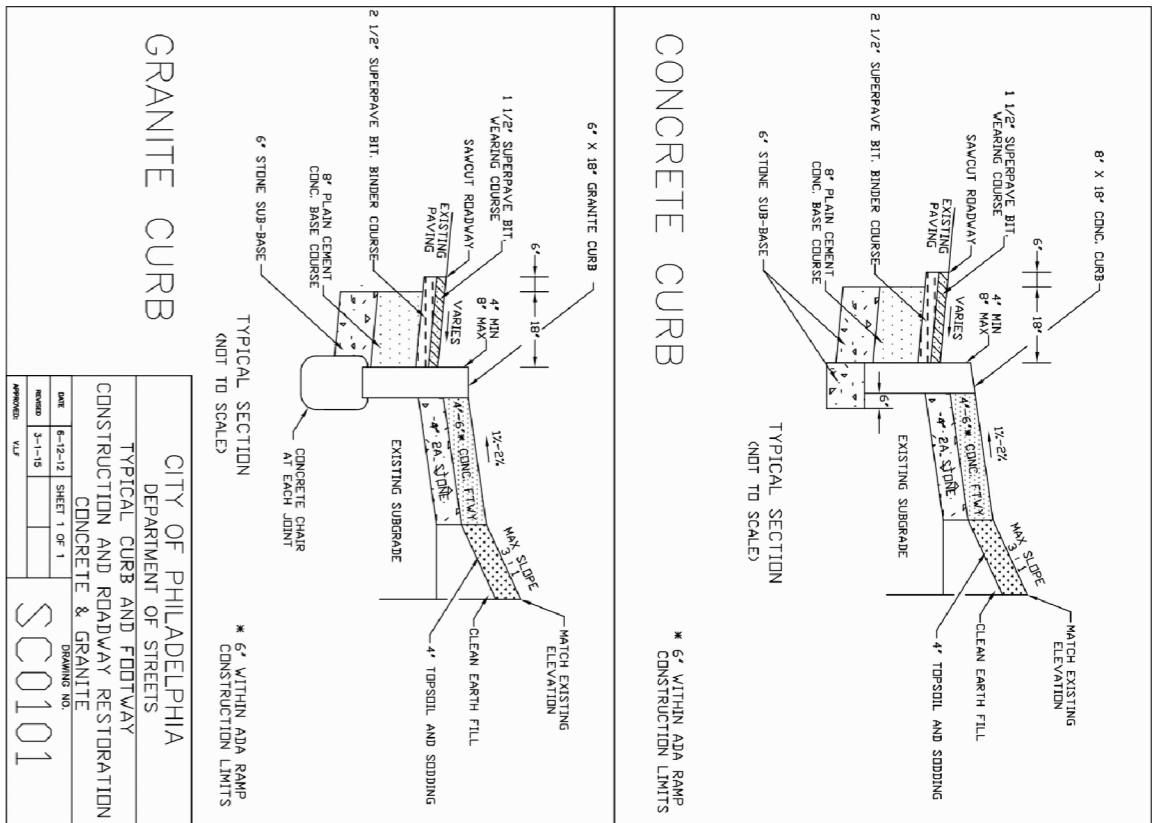 8" X 18" CONC. CURB
6"
18"
1 1/2" SUPERPAVE BIT.
WEARING COURSE
SAWCUT ROADWAY
EXISTING
PAVING
VARIES
4" MIN
8" MAX
2 1/2" SUPERPAVE BIT. BINDER COURSE
8" PLAIN CEMENT
CONC. BASE COURSE
6" STONE SUB-BASE
6"
1%-2%
4"-6"* CONC. FTWY
4" 2A STONE
EXISTING SUBGRADE
MAX SLOPE
3 : 1
MATCH EXISTING
ELEVATION
CLEAN EARTH FILL
4" TOPSOIL AND SODDING
TYPICAL SECTION
(NOT TO SCALE)
* 6" WITHIN ADA RAMP
CONSTRUCTION LIMITS
CONCRETE CURB
6" X 18" GRANITE CURB
6"
18"
1 1/2" SUPERPAVE BIT.
WEARING COURSE
SAWCUT ROADWAY
EXISTING
PAVING
VARIES
4" MIN
8" MAX
2 1/2" SUPERPAVE BIT. BINDER COURSE
8" PLAIN CEMENT
CONC. BASE COURSE
6" STONE SUB-BASE
1%-2%
4"-6"* CONC. FTWY
4" 2A STONE
EXISTING SUBGRADE
MAX SLOPE
3 : 1
MATCH EXISTING
ELEVATION
CLEAN EARTH FILL
4" TOPSOIL AND SODDING
CONCRETE CHAIR
AT EACH JOINT
TYPICAL SECTION
(NOT TO SCALE)
* 6" WITHIN ADA RAMP
CONSTRUCTION LIMITS
GRANITE CURB
CITY OF PHILADELPHIA
DEPARTMENT OF STREETS
TYPICAL CURB AND FOOTWAY
CONSTRUCTION AND ROADWAY RESTORATION
CONCRETE & GRANITE
DATE 6-12-12 SHEET 1 OF 1
REVISED 3-1-15
APPROVED: V.L.F
DRAWING NO.
SC0101